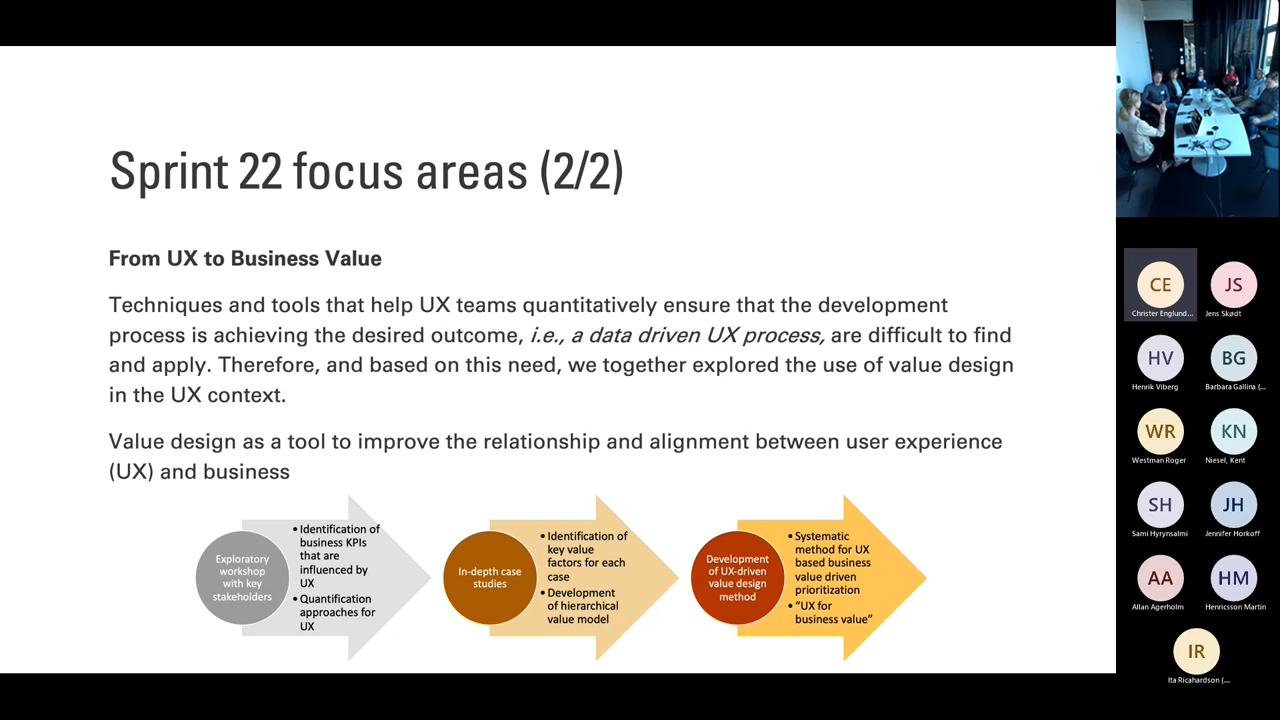 Sprint 22 focus areas (2/2)
From UX to Business Value
Techniques and tools that help UX teams quantitatively ensure that the development
process is achieving the desired outcome, i.e., a data driven UX process, are difficult to find
and apply. Therefore, and based on this need, we together explored the use of value design
in the UX context.
Value design as a tool to improve the relationship and alignment between user experience
(UX) and business
Exploratory
workshop
with key
stakeholders
• Identification of
business KPIs
that are
influenced by
UX
• Quantification
approaches for
UX
In-depth case
studies
• Identification of
key value
factors for each
case
• Development
of hierarchical
value model
Development
of UX-driven
value design
method
• Systematic
method for UX
based business
value driven
prioritization
• “UX for
business value”
CE
Christer Englund...
JS
Jens Skødt
HV
Henrik Viberg
BG
Barbara Gallina (...
WR
Westman Roger
KN
Niesel, Kent
SH
Sami Hyrynsalmi
JH
Jennifer Horkoff
AA
Allan Agerholm
HM
Henricsson Martin
IR
Ita Ricahardson (...